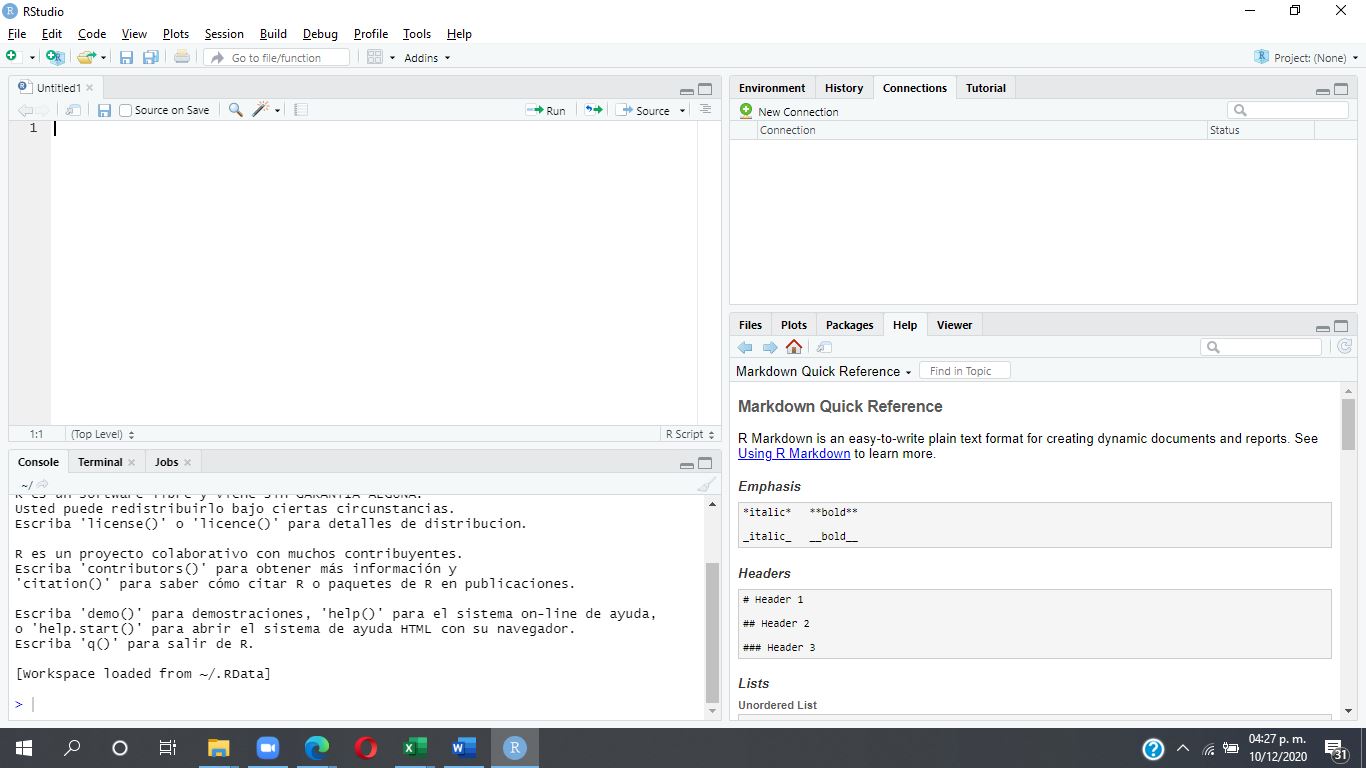 RStudio
File Edit Code View Plots Session Build Debug Profile Tools Help
Go to file/function Addins Project: (None)
Untitled1
Source on Save Run Source
1
1:1 (Top Level) R Script
Console Terminal Jobs
~/
R es un software libre y viene sin GARANTIA ALGUNA.
Usted puede redistribuirlo bajo ciertas circunstancias.
Escriba 'license()' o 'licence()' para detalles de distribucion.
R es un proyecto colaborativo con muchos contribuyentes.
Escriba 'contributors()' para obtener más información y
'citation()' para saber cómo citar R o paquetes de R en publicaciones.
Escriba 'demo()' para demostraciones, 'help()' para el sistema on-line de ayuda,
o 'help.start()' para abrir el sistema de ayuda HTML con su navegador.
Escriba 'q()' para salir de R.
[Workspace loaded from ~/.RData]
>
Environment History Connections Tutorial
New Connection
Connection Status
Files Plots Packages Help Viewer
Markdown Quick Reference Find in Topic
Markdown Quick Reference
R Markdown is an easy-to-write plain text format for creating dynamic documents and reports. See
Using R Markdown to learn more.
Emphasis
*italic* **bold**
_italic_ __bold__
Headers
# Header 1
## Header 2
### Header 3
Lists
Unordered List
04:27 p. m.
10/12/2020
31